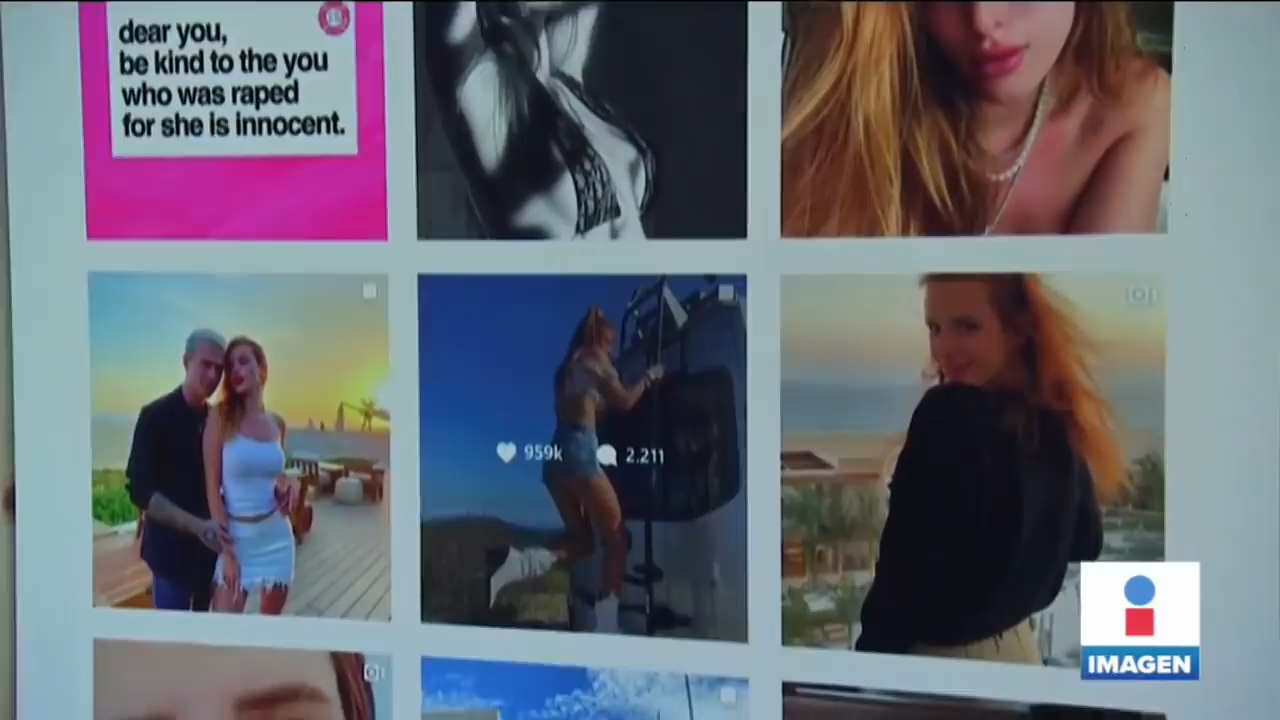 dear you,
be kind to the you
who was raped
for she is innocent.
959k
2.211
IMAGEN